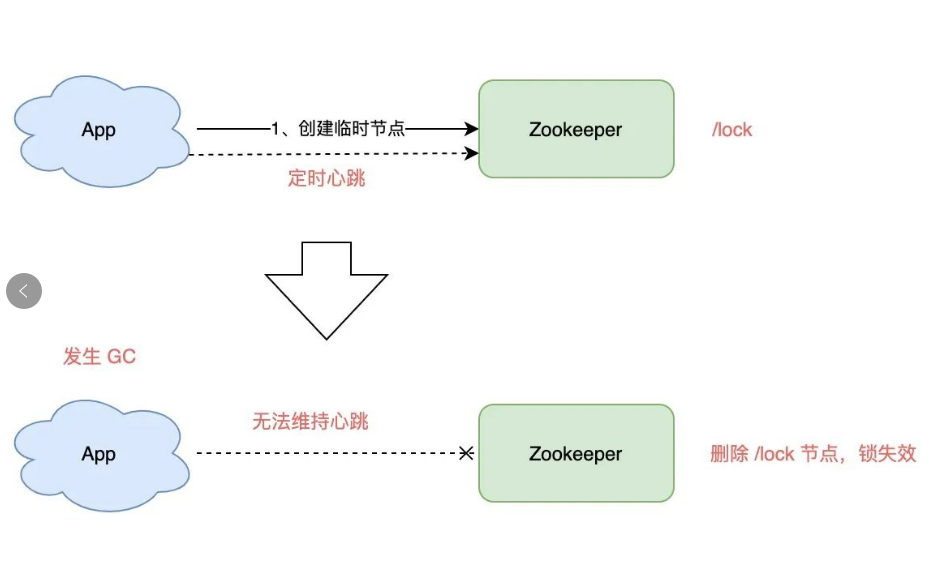 App
1、创建临时节点
Zookeeper
/lock
定时心跳
发生 GC
无法维持心跳
App
Zookeeper
删除 /lock 节点，锁失效